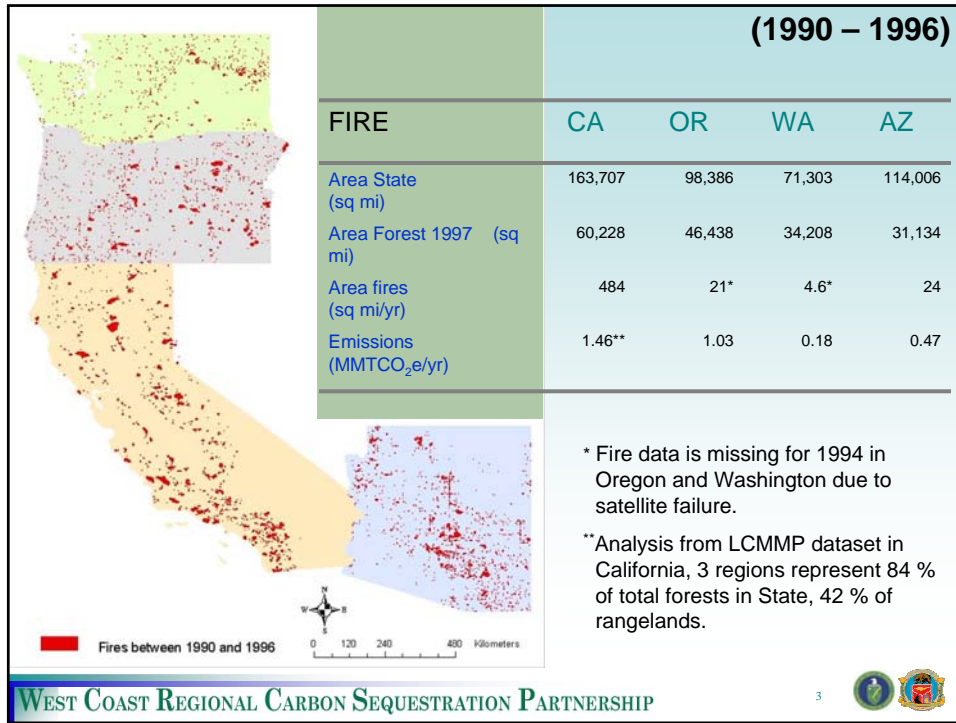 (1990 – 1996)
FIRE CA OR WA AZ
Area State
(sq mi) 163,707 98,386 71,303 114,006
Area Forest 1997 (sq
mi) 60,228 46,438 34,208 31,134
Area fires
(sq mi/yr) 484 21* 4.6* 24
Emissions
(MMTCO₂e/yr) 1.46** 1.03 0.18 0.47
* Fire data is missing for 1994 in
Oregon and Washington due to
satellite failure.
**Analysis from LCMMP dataset in
California, 3 regions represent 84 %
of total forests in State, 42 % of
rangelands.
N
W E
S
Fires between 1990 and 1996
0 120 240 480 Kilometers
WEST COAST REGIONAL CARBON SEQUESTRATION PARTNERSHIP
3